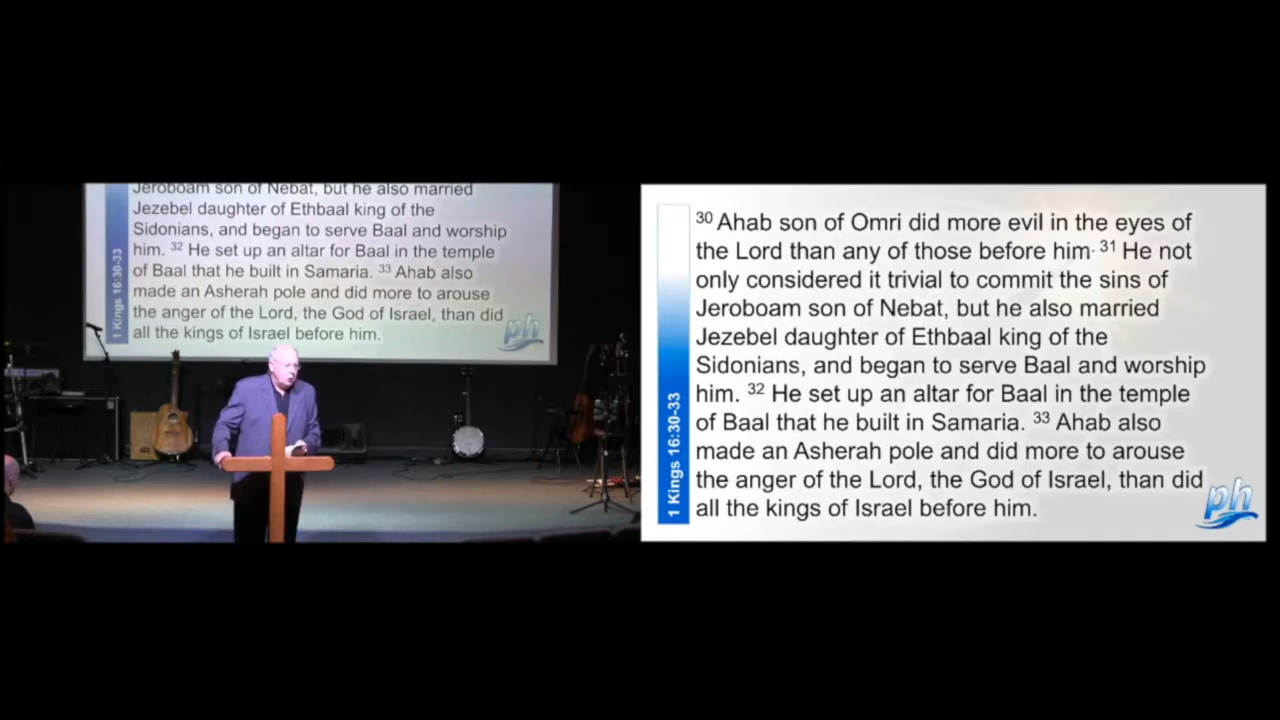 Jeroboam son of Nebat, but he also married
Jezebel daughter of Ethbaal king of the
Sidonians, and began to serve Baal and worship
him. 32 He set up an altar for Baal in the temple
of Baal that he built in Samaria. 33 Ahab also
made an Asherah pole and did more to arouse
the anger of the Lord, the God of Israel, than did
all the kings of Israel before him.
1 Kings 16:30-33
ph
30 Ahab son of Omri did more evil in the eyes of
the Lord than any of those before him. 31 He not
only considered it trivial to commit the sins of
Jeroboam son of Nebat, but he also married
Jezebel daughter of Ethbaal king of the
Sidonians, and began to serve Baal and worship
him. 32 He set up an altar for Baal in the temple
of Baal that he built in Samaria. 33 Ahab also
made an Asherah pole and did more to arouse
the anger of the Lord, the God of Israel, than did
all the kings of Israel before him.
1 Kings 16:30-33
ph